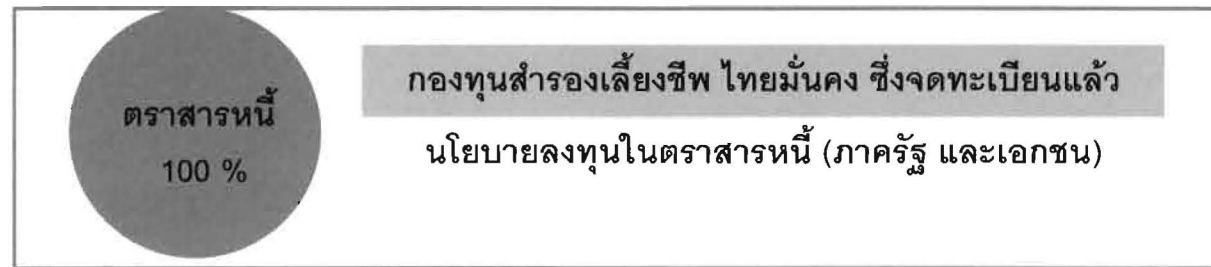 ตราสารหนี้
100 %
กองทุนสำรองเลี้ยงชีพ ไทยมั่นคง ซึ่งจดทะเบียนแล้ว
นโยบายลงทุนในตราสารหนี้ (ภาครัฐ และเอกชน)